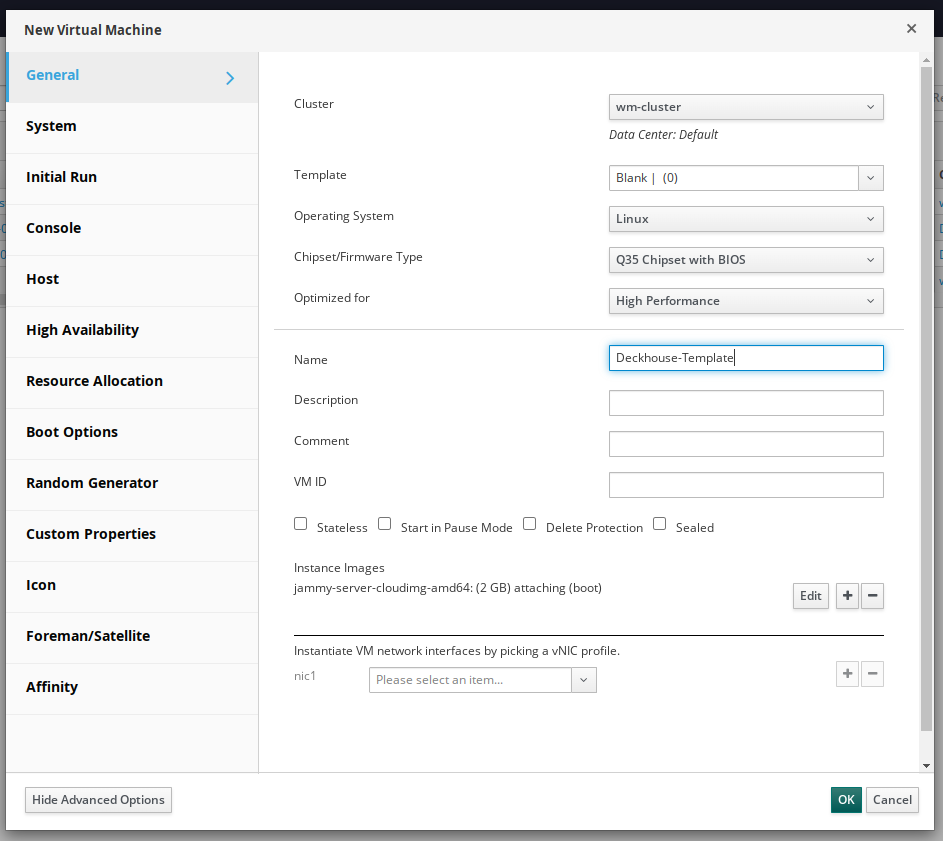 New Virtual Machine
General
System
Initial Run
Console
Host
High Availability
Resource Allocation
Boot Options
Random Generator
Custom Properties
Icon
Foreman/Satellite
Affinity
Cluster
wm-cluster
Data Center: Default
Template
Blank | (0)
Operating System
Linux
Chipset/Firmware Type
Q35 Chipset with BIOS
Optimized for
High Performance
Name
Deckhouse-Template
Description
Comment
VM ID
Stateless Start in Pause Mode Delete Protection Sealed
Instance Images
jammy-server-cloudimg-amd64: (2 GB) attaching (boot)
Edit + −
Instantiate VM network interfaces by picking a vNIC profile.
nic1 Please select an item... + −
Hide Advanced Options
OK Cancel